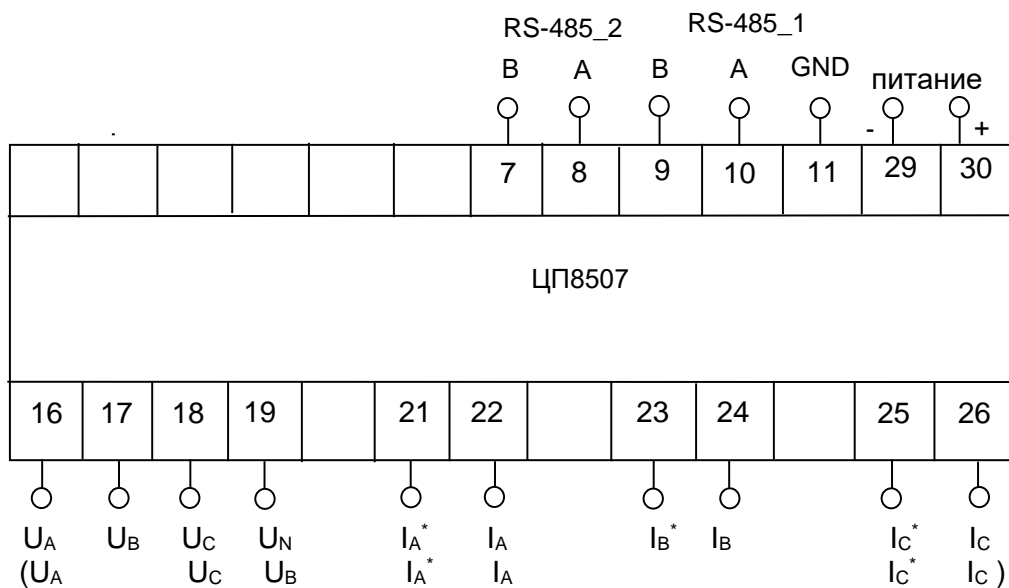 RS-485_2 RS-485_1
B A B A GND питание
- +
7 8 9 10 11 29 30
ЦП8507
16 17 18 19 21 22 23 24 25 26
UA UB UC UN IA* IA IB* IB IC* IC
(UA UC UB IA* IA IC* IC )